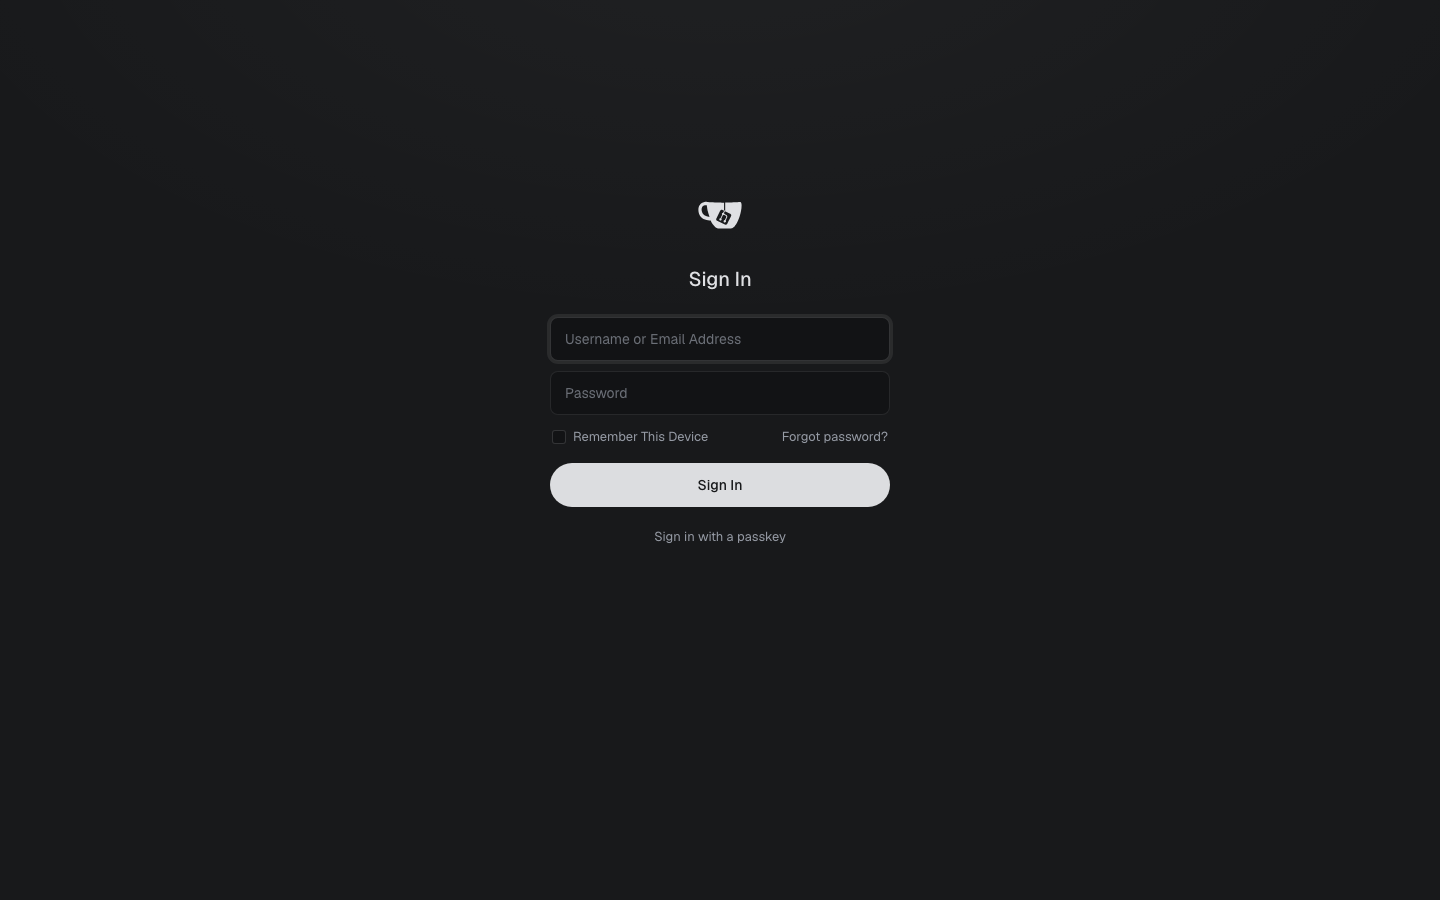 Sign In
Username or Email Address
Password
Remember This Device
Forgot password?
Sign In
Sign in with a passkey